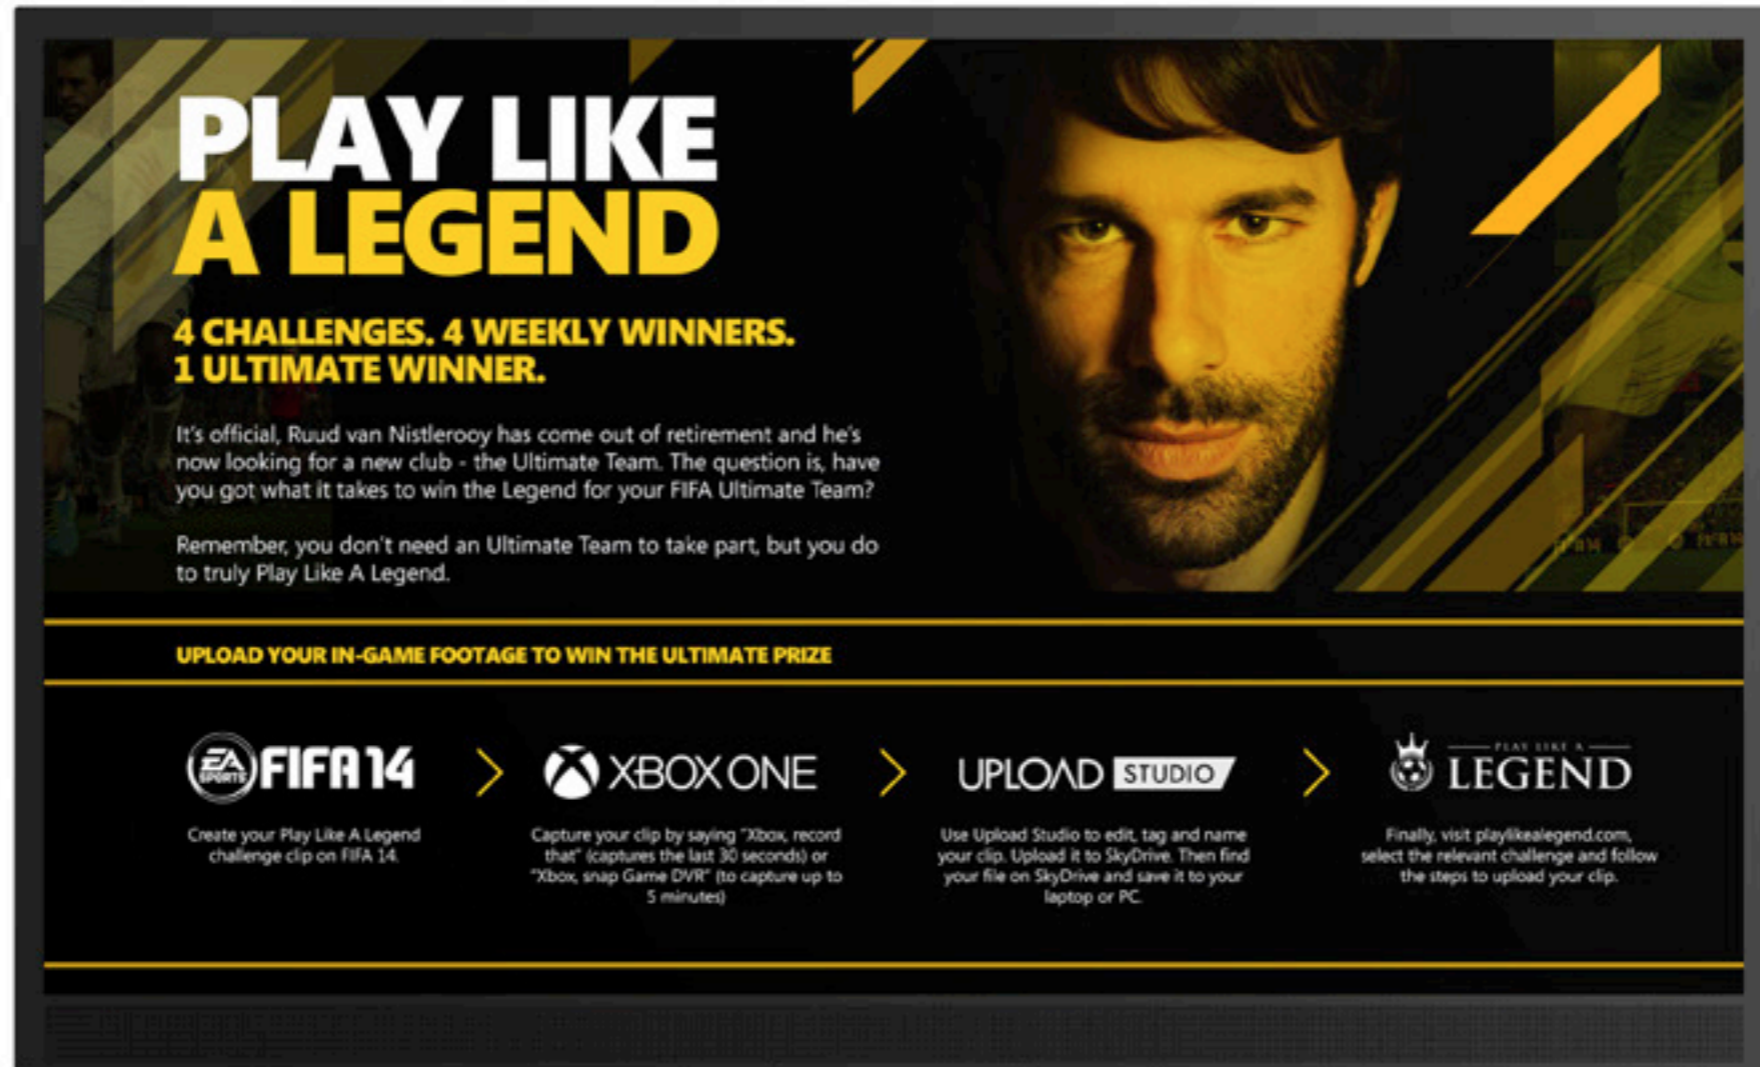 PLAY LIKE
A LEGEND
4 CHALLENGES. 4 WEEKLY WINNERS.
1 ULTIMATE WINNER.
It's official, Ruud van Nistlerooy has come out of retirement and he's
now looking for a new club - the Ultimate Team. The question is, have
you got what it takes to win the Legend for your FIFA Ultimate Team?
Remember, you don't need an Ultimate Team to take part, but you do
to truly Play Like A Legend.
UPLOAD YOUR IN-GAME FOOTAGE TO WIN THE ULTIMATE PRIZE
EA SPORTS FIFA 14
Create your Play Like A Legend
challenge clip on FIFA 14.
XBOX ONE
Capture your clip by saying "Xbox, record
that" (captures the last 30 seconds) or
"Xbox, snap Game DVR" (to capture up to
5 minutes)
UPLOAD STUDIO
Use Upload Studio to edit, tag and name
your clip. Upload it to SkyDrive. Then find
your file on SkyDrive and save it to your
laptop or PC.
PLAY LIKE A
LEGEND
Finally, visit playlikealegend.com,
select the relevant challenge and follow
the steps to upload your clip.